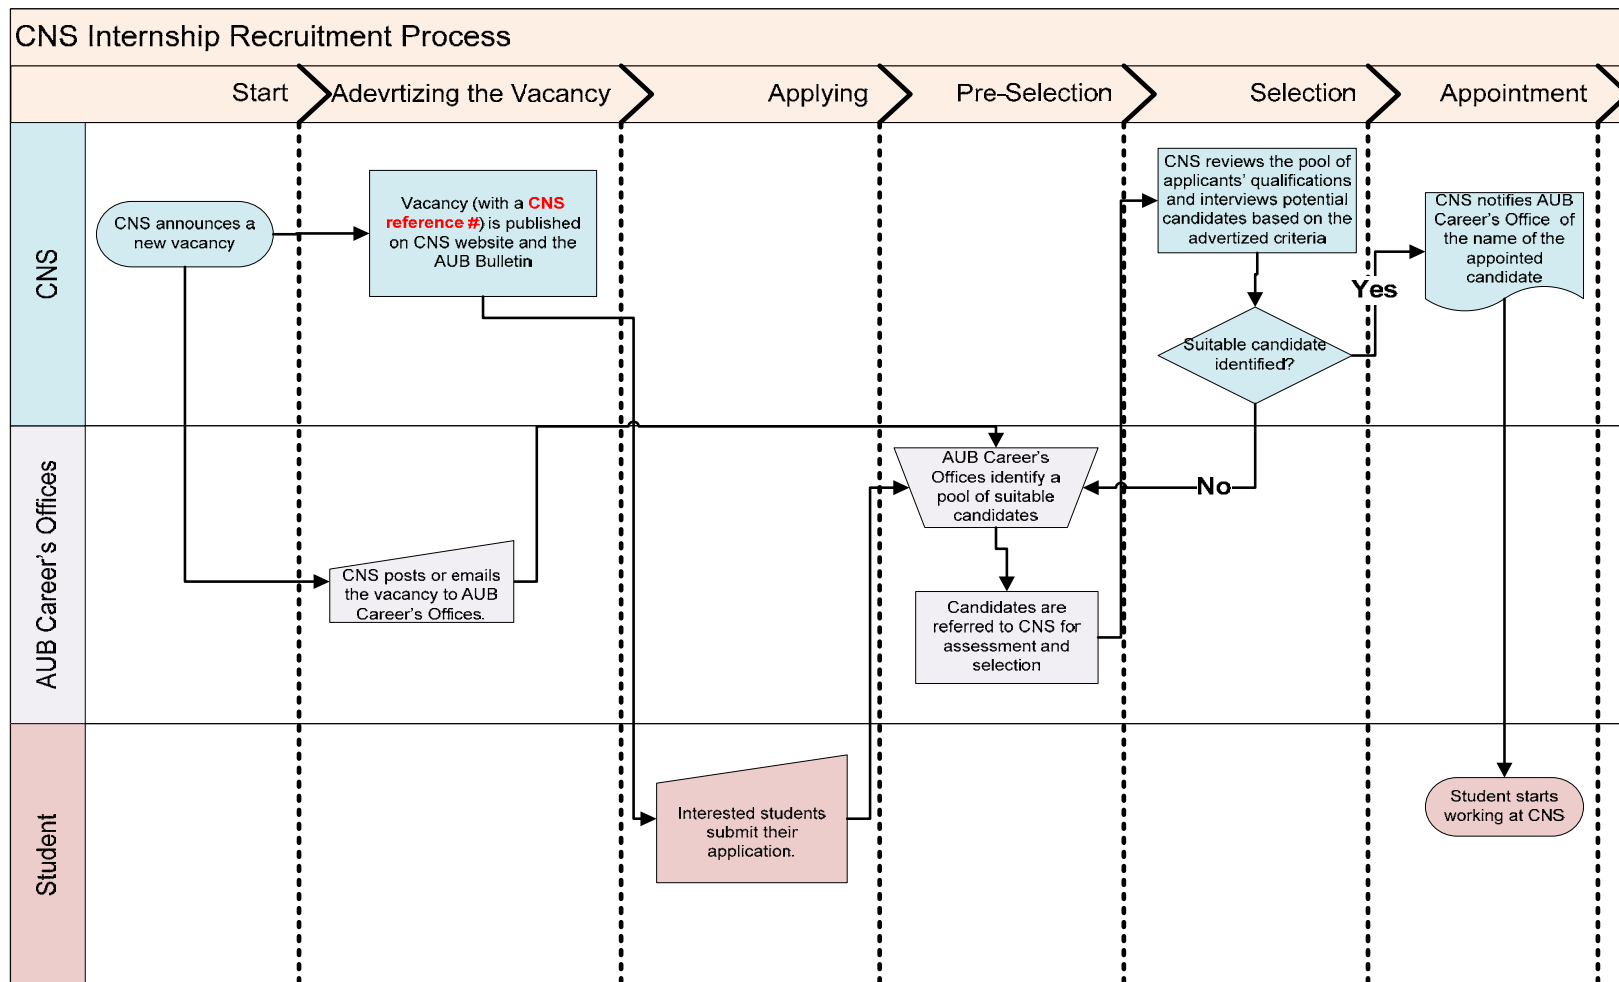 CNS Internship Recruitment Process
Start
Adevrtizing the Vacancy
Applying
Pre-Selection
Selection
Appointment
CNS
CNS announces a
new vacancy
Vacancy (with a CNS
reference #) is published
on CNS website and the
AUB Bulletin
CNS reviews the pool of
applicants' qualifications
and interviews potential
candidates based on the
advertized criteria
Suitable candidate
identified?
Yes
CNS notifies AUB
Career's Office of
the name of the
appointed
candidate
AUB Career's Offices
CNS posts or emails
the vacancy to AUB
Career's Offices.
AUB Career's
Offices identify a
pool of suitable
candidates
No
Candidates are
referred to CNS for
assessment and
selection
Student
Interested students
submit their
application.
Student starts
working at CNS